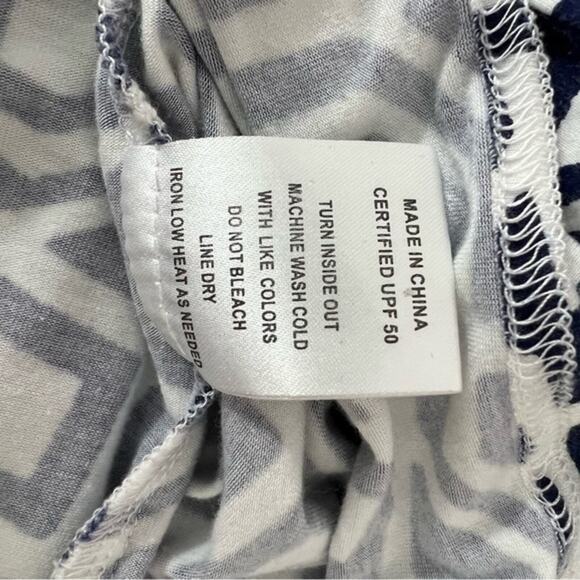 MADE IN CHINA
CERTIFIED UPF 50
TURN INSIDE OUT
MACHINE WASH COLD
WITH LIKE COLORS
DO NOT BLEACH
LINE DRY
IRON LOW HEAT AS NEEDED